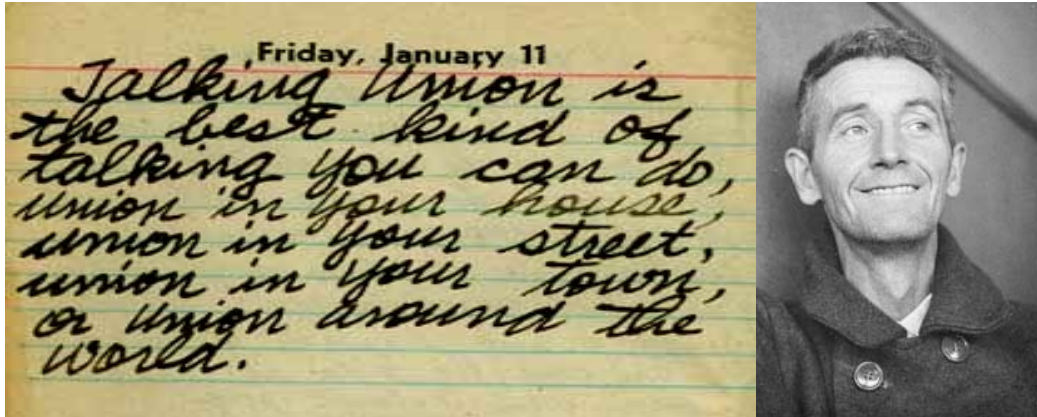 Friday, January 11
Talking Union is
the best kind of
talking you can do,
union in your house,
union in your street,
union in your town,
or union around the
world.